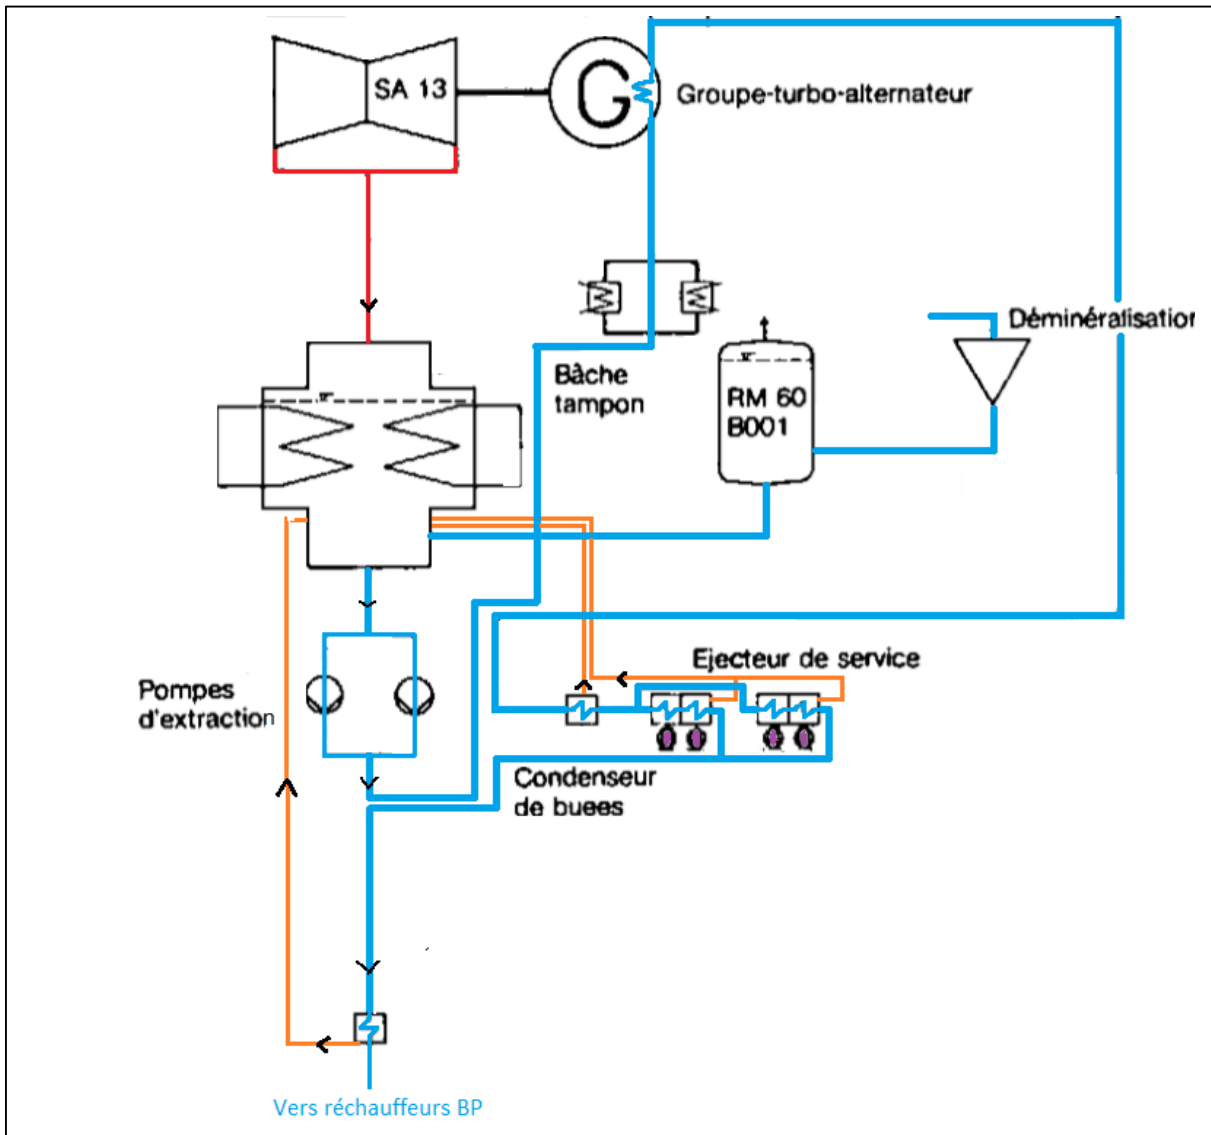 SA 13
G
Groupe-turbo-alternateur
Déminéralisation
Bâche
tampon
RM 60
B001
Ejecteur de service
Pompes
d'extraction
Condenseur
de buees
Vers réchauffeurs BP